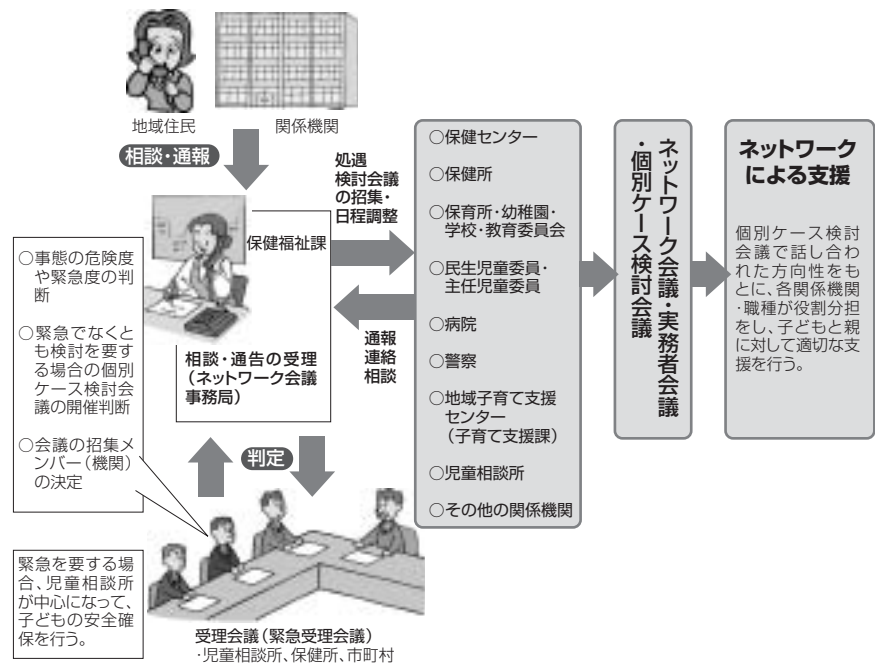 地域住民
関係機関
相談・通報
保健福祉課
相談・通告の受理
(ネットワーク会議
事務局)
○事態の危険度
や緊急度の判
断
○緊急でなくと
も検討を要す
る場合の個別
ケース検討会
議の開催判断
○会議の招集メ
ンバー(機関)
の決定
判定
緊急を要する場
合、児童相談所
が中心になって、
子どもの安全確
保を行う。
受理会議(緊急受理会議)
・児童相談所、保健所、市町村
処遇
検討会議
の招集・
日程調整
通報
連絡
相談
○保健センター
○保健所
○保育所・幼稚園・
学校・教育委員会
○民生児童委員・
主任児童委員
○病院
○警察
○地域子育て支援
センター
(子育て支援課)
○児童相談所
○その他の関係機関
ネットワーク会議・実務者会議
・個別ケース検討会議
ネットワーク
による支援
個別ケース検討
会議で話し合わ
れた方向性をも
とに、各関係機関
・職種が役割分担
をし、子どもと親
に対して適切な支
援を行う。